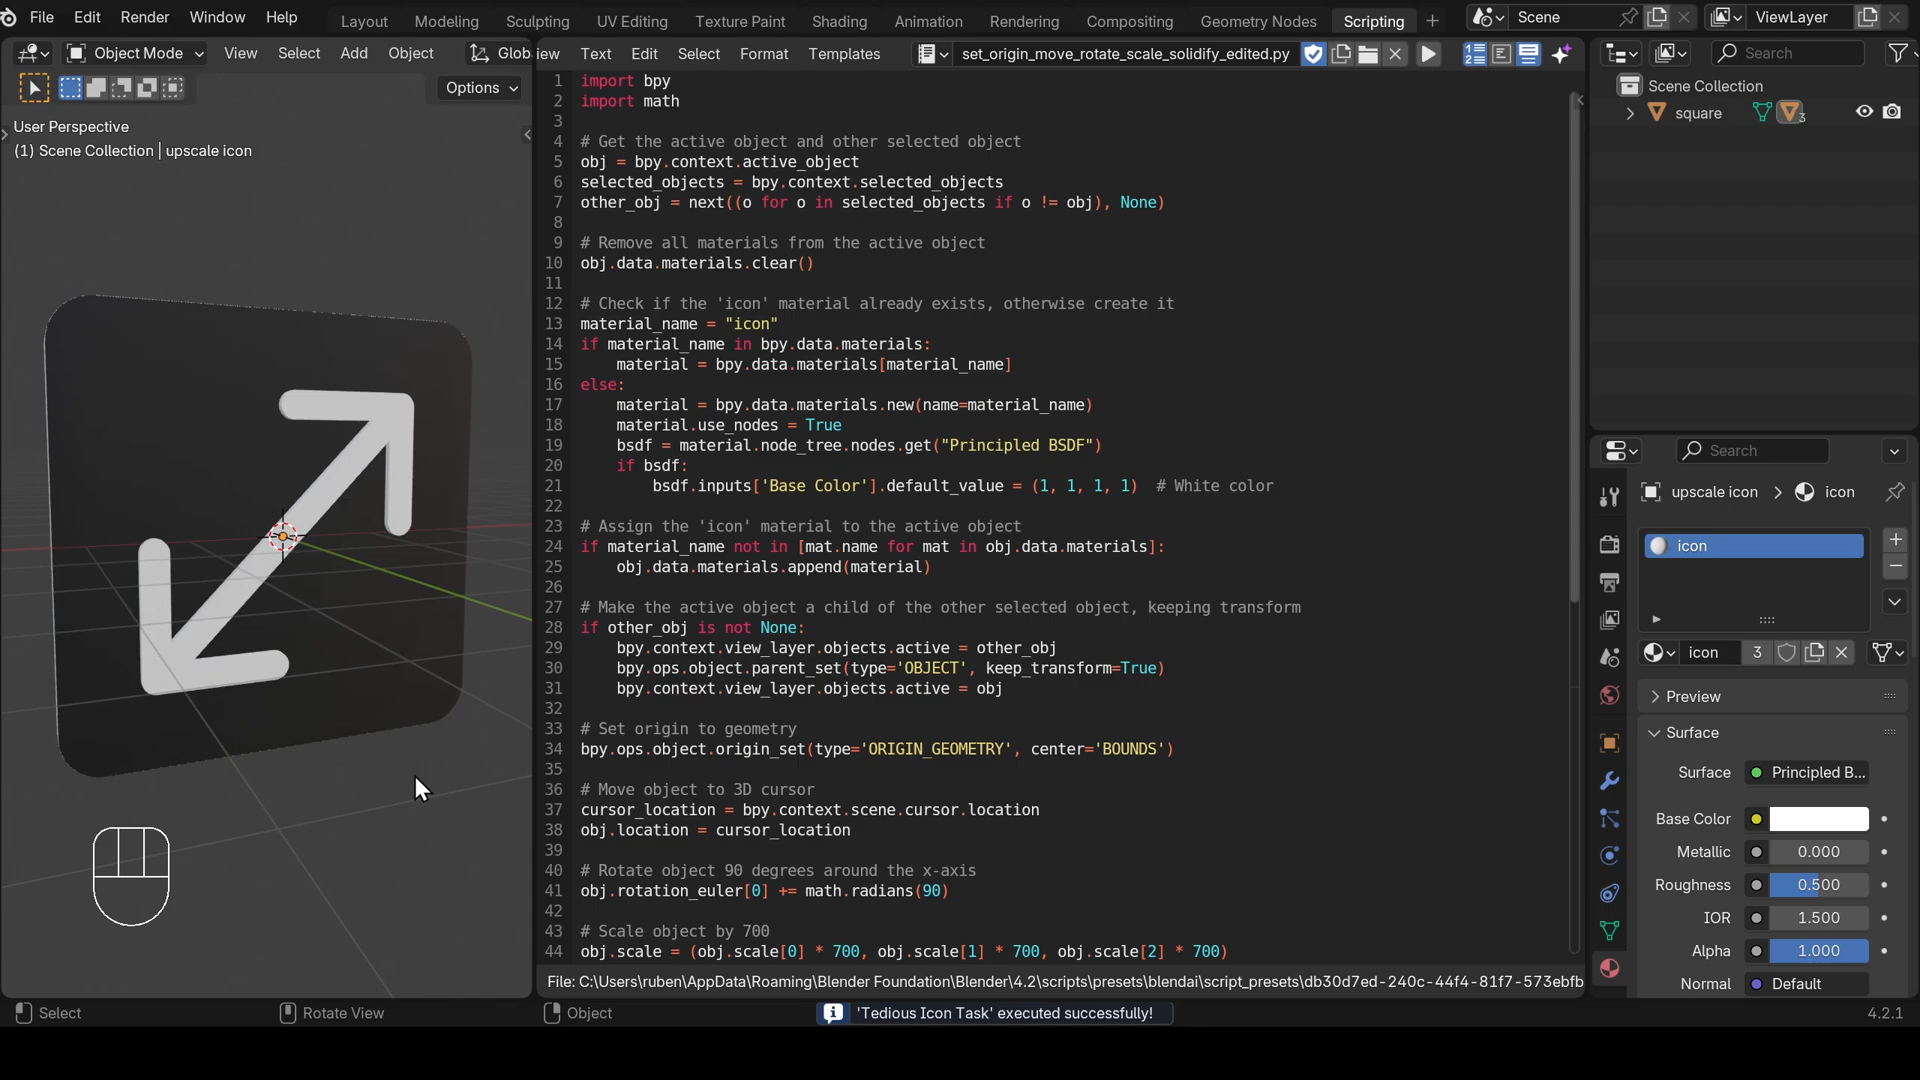 File Edit Render Window Help Layout Modeling Sculpting UV Editing Texture Paint Shading Animation Rendering Compositing Geometry Nodes Scripting Scene ViewLayer
Object Mode View Select Add Object Glob
iew Text Edit Select Format Templates set_origin_move_rotate_scale_solidify_edited.py
Search
Options
User Perspective
(1) Scene Collection | upscale icon
1 import bpy
2 import math
3
4 # Get the active object and other selected object
5 obj = bpy.context.active_object
6 selected_objects = bpy.context.selected_objects
7 other_obj = next((o for o in selected_objects if o != obj), None)
8
9 # Remove all materials from the active object
10 obj.data.materials.clear()
11
12 # Check if the 'icon' material already exists, otherwise create it
13 material_name = "icon"
14 if material_name in bpy.data.materials:
15 material = bpy.data.materials[material_name]
16 else:
17 material = bpy.data.materials.new(name=material_name)
18 material.use_nodes = True
19 bsdf = material.node_tree.nodes.get("Principled BSDF")
20 if bsdf:
21 bsdf.inputs['Base Color'].default_value = (1, 1, 1, 1) # White color
22
23 # Assign the 'icon' material to the active object
24 if material_name not in [mat.name for mat in obj.data.materials]:
25 obj.data.materials.append(material)
26
27 # Make the active object a child of the other selected object, keeping transform
28 if other_obj is not None:
29 bpy.context.view_layer.objects.active = other_obj
30 bpy.ops.object.parent_set(type='OBJECT', keep_transform=True)
31 bpy.context.view_layer.objects.active = obj
32
33 # Set origin to geometry
34 bpy.ops.object.origin_set(type='ORIGIN_GEOMETRY', center='BOUNDS')
35
36 # Move object to 3D cursor
37 cursor_location = bpy.context.scene.cursor.location
38 obj.location = cursor_location
39
40 # Rotate object 90 degrees around the x-axis
41 obj.rotation_euler[0] += math.radians(90)
42
43 # Scale object by 700
44 obj.scale = (obj.scale[0] * 700, obj.scale[1] * 700, obj.scale[2] * 700)
File: C:\Users\ruben\AppData\Roaming\Blender Foundation\Blender\4.2\scripts\presets\blendai\script_presets\db30d7ed-240c-44f4-81f7-573ebfb
Scene Collection
square 3
Search
upscale icon icon
icon
icon 3
Preview
Surface
Surface Principled B...
Base Color
Metallic 0.000
Roughness 0.500
IOR 1.500
Alpha 1.000
Normal Default
Select Rotate View Object 'Tedious Icon Task' executed successfully! 4.2.1